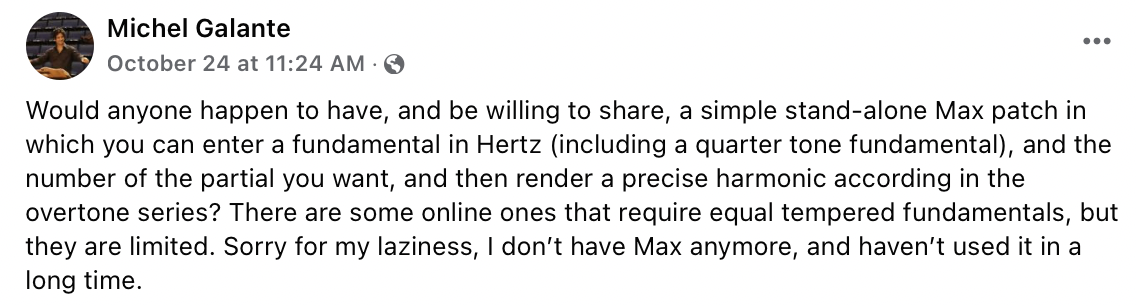 Michel Galante
October 24 at 11:24 AM ·
Would anyone happen to have, and be willing to share, a simple stand-alone Max patch in
which you can enter a fundamental in Hertz (including a quarter tone fundamental), and the
number of the partial you want, and then render a precise harmonic according in the
overtone series? There are some online ones that require equal tempered fundamentals, but
they are limited. Sorry for my laziness, I don’t have Max anymore, and haven’t used it in a
long time.